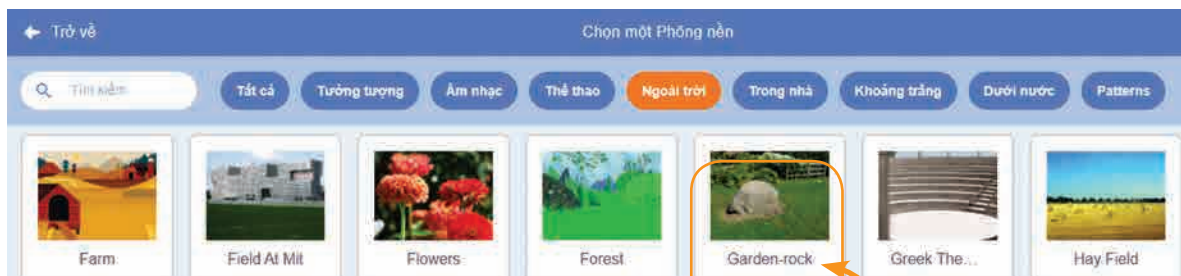 Trở về
Chọn một Phông nền
Tìm kiếm
Tất cả
Tưởng tượng
Âm nhạc
Thể thao
Ngoài trời
Trong nhà
Khoảng trắng
Dưới nước
Patterns
Farm
Field At Mit
Flowers
Forest
Garden-rock
Greek The...
Hay Field